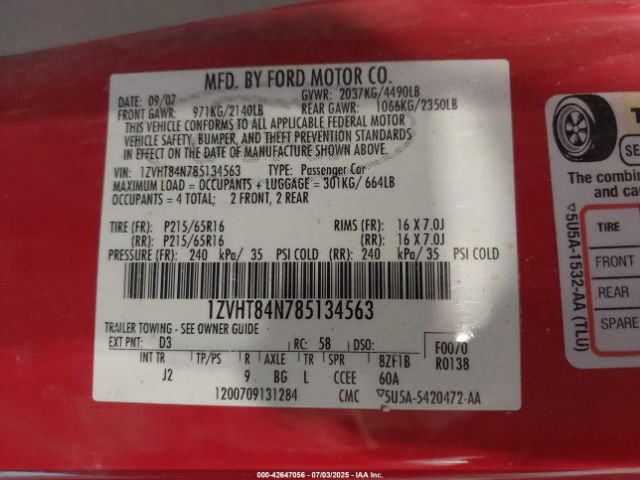 MFD. BY FORD MOTOR CO.
DATE: 09/07 GVWR: 2037KG/4490LB
FRONT GAWR: 971KG/2140LB REAR GAWR: 1066KG/2350LB
THIS VEHICLE CONFORMS TO ALL APPLICABLE FEDERAL MOTOR
VEHICLE SAFETY, BUMPER, AND THEFT PREVENTION STANDARDS
IN EFFECT ON THE DATE OF MANUFACTURE SHOWN ABOVE.
VIN: 1ZVHT84N785134563 TYPE: Passenger Car
MAXIMUM LOAD = OCCUPANTS + LUGGAGE = 301KG/664LB
OCCUPANTS = 4 TOTAL; 2 FRONT, 2 REAR
TIRE (FR): P215/65R16 RIMS (FR): 16 X 7.0J
(RR): P215/65R16 (RR): 16 X 7.0J
PRESSURE (FR): 240 kPa/ 35 PSI COLD (RR): 240 kPa/ 35 PSI COLD
1ZVHT84N785134563
TRAILER TOWING - SEE OWNER GUIDE
EXT PNT: D3 RC: 58 DSO: F0070
INT TR TP/PS R AXLE TR SPR BZF1B R0138
J2 9 BG L CCEE 60A
1200709131284 CMC ▽5U5A-5420472-AA
The combin
and ca
TIRE
FRONT
REAR
SPARE
▽5U5A-1532-AA (TLU)
000-42647056 - 07/03/2025 - IAA, Inc.